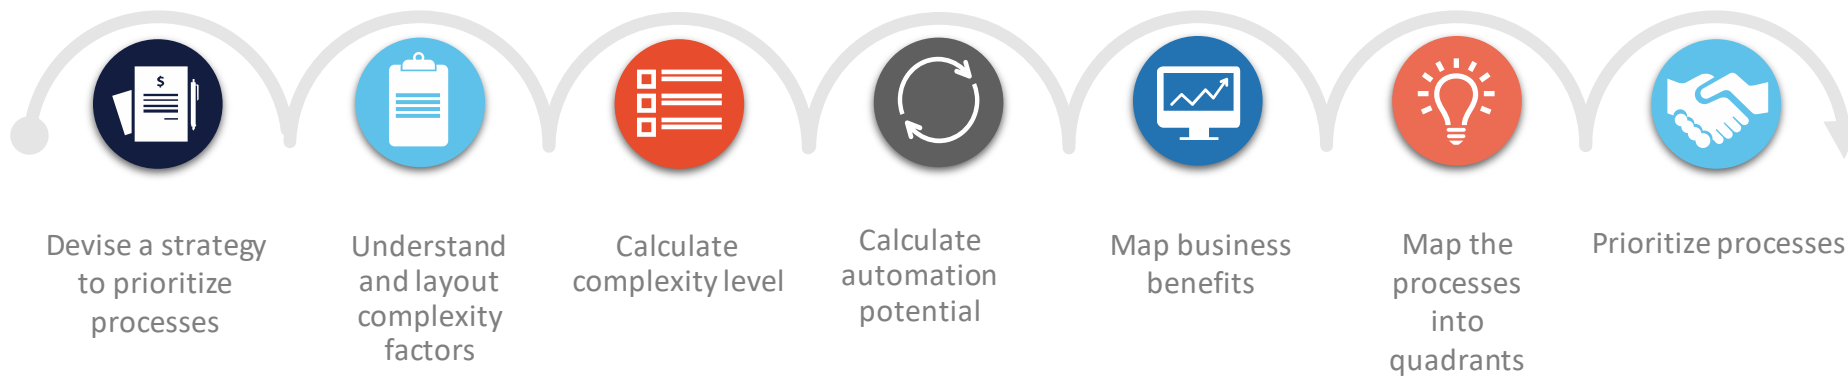 $
Devise a strategy
to prioritize
processes
Understand
and layout
complexity
factors
Calculate
complexity level
Calculate
automation
potential
Map business
benefits
Map the
processes
into
quadrants
Prioritize processes